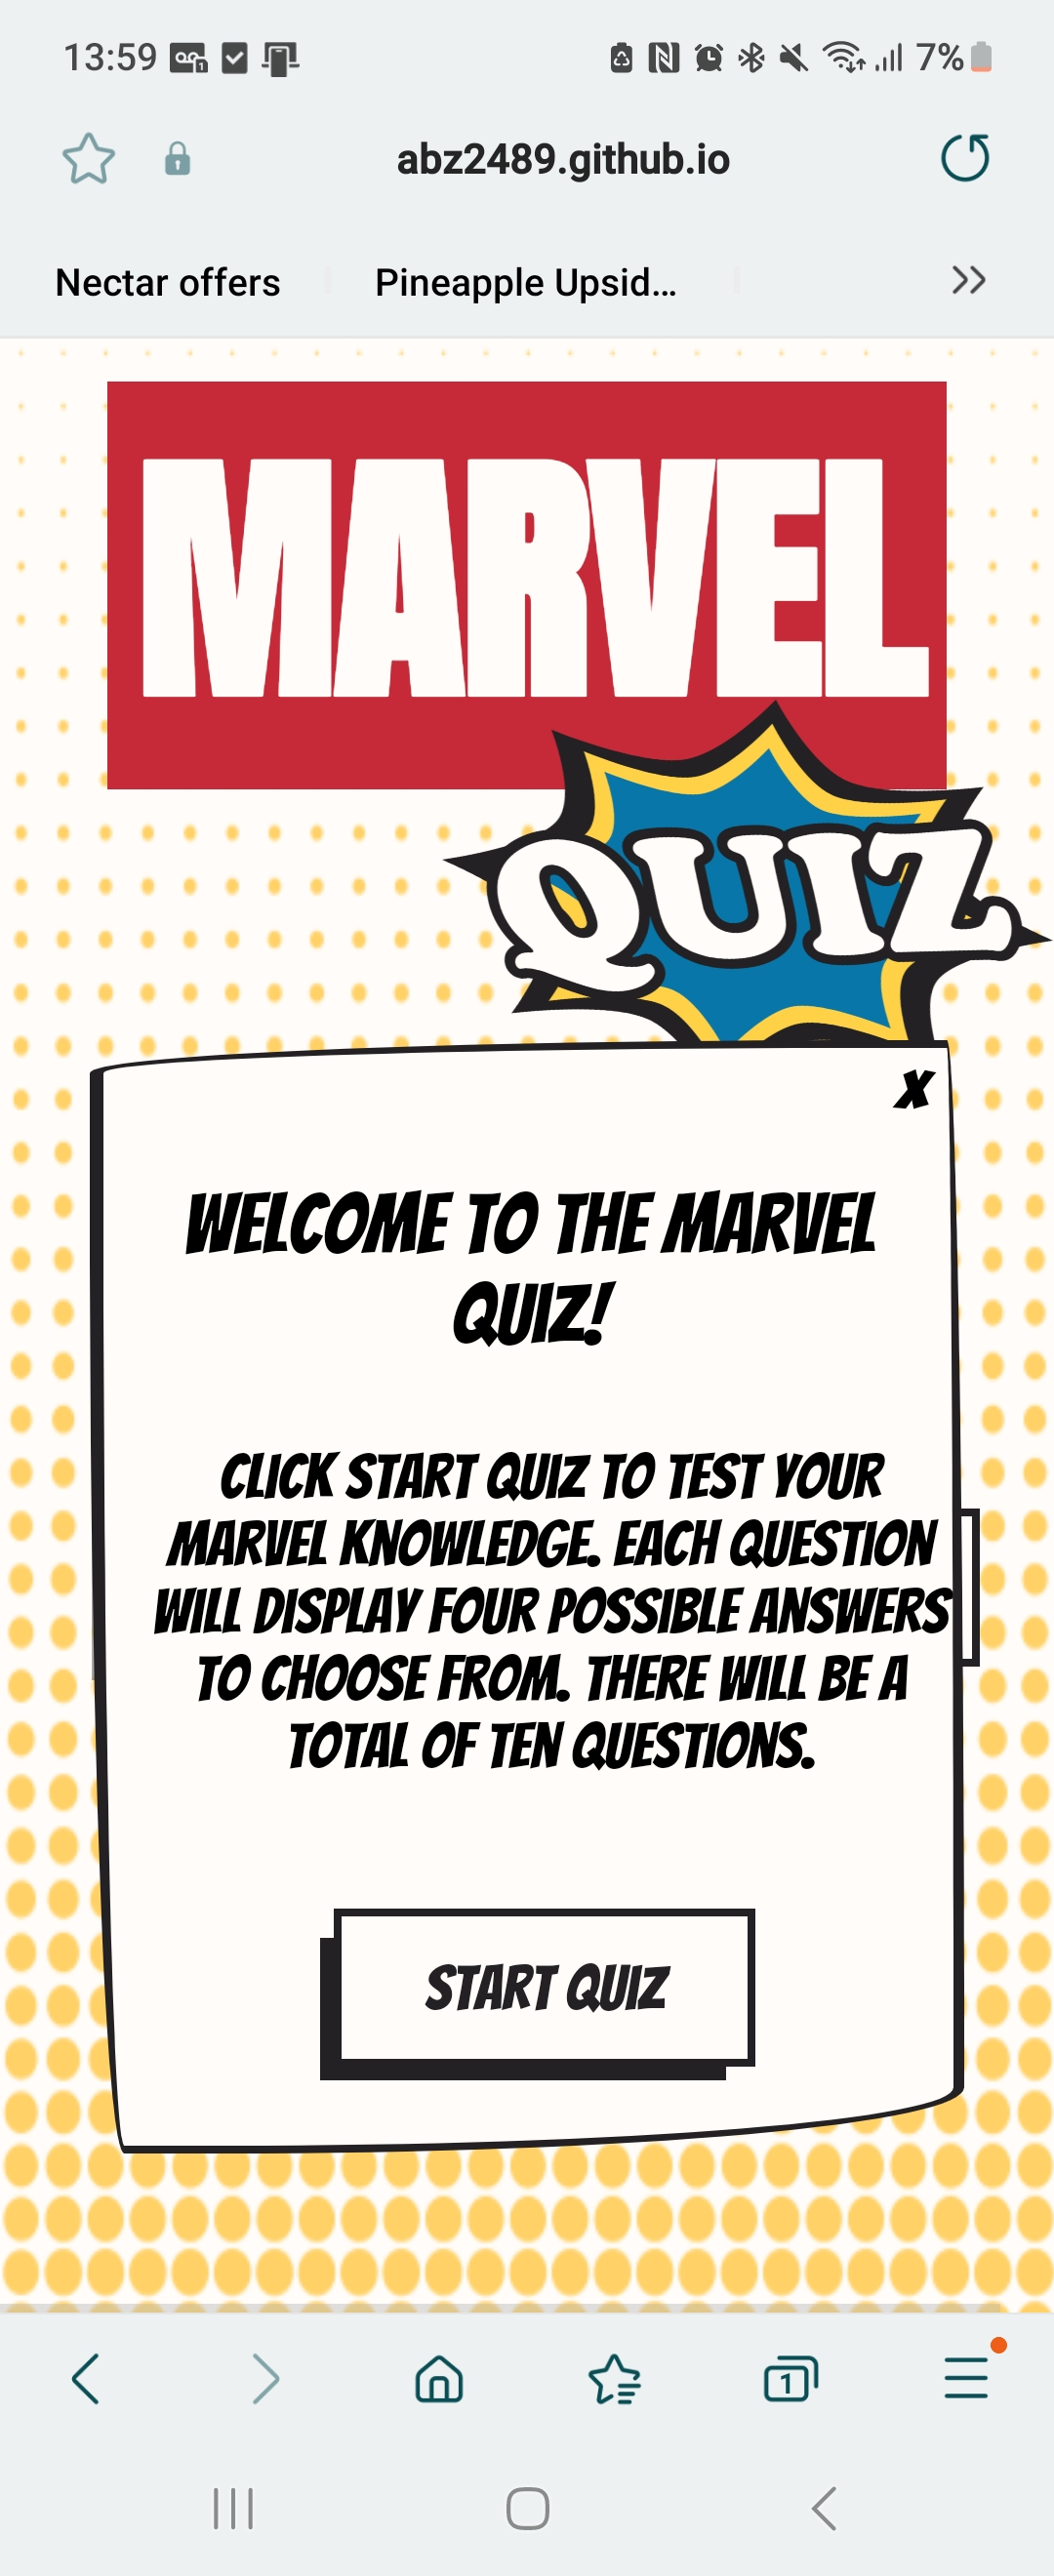 13:59 7%
abz2489.github.io
Nectar offers Pineapple Upsid...
MARVEL
QUIZ
X
WELCOME TO THE MARVEL
QUIZ!
CLICK START QUIZ TO TEST YOUR
MARVEL KNOWLEDGE. EACH QUESTION
WILL DISPLAY FOUR POSSIBLE ANSWERS
TO CHOOSE FROM. THERE WILL BE A
TOTAL OF TEN QUESTIONS.
START QUIZ
1